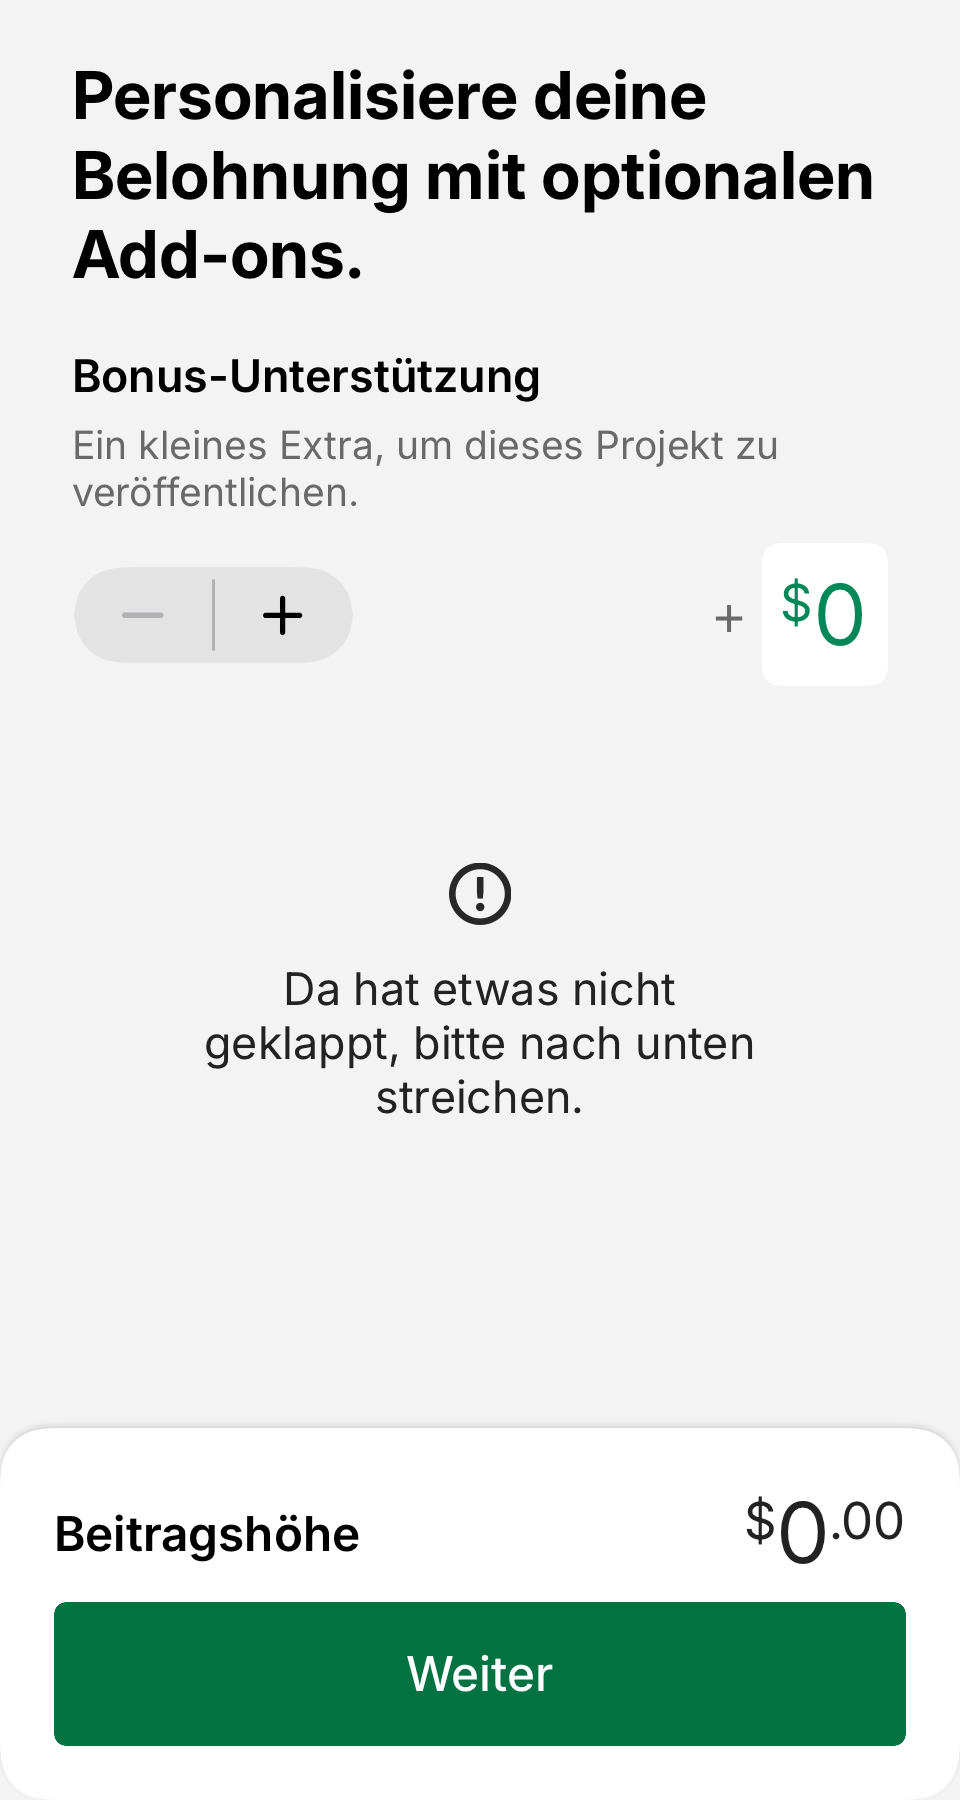 Personalisiere deine
Belohnung mit optionalen
Add-ons.
Bonus-Unterstützung
Ein kleines Extra, um dieses Projekt zu
veröffentlichen.
+ $0
Da hat etwas nicht
geklappt, bitte nach unten
streichen.
Beitragshöhe $0.00
Weiter